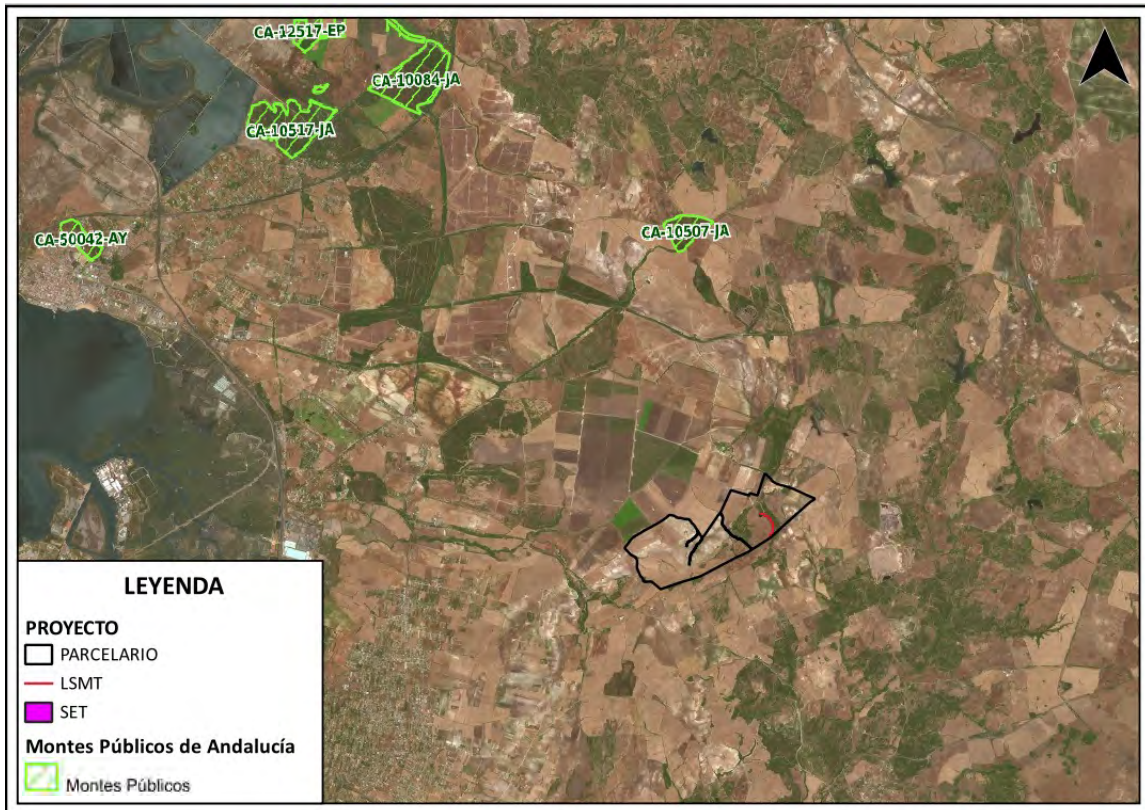 CA-12517-EP
CA-10084-JA
CA-10517-JA
CA-50042-AY
CA-10507-JA
LEYENDA
PROYECTO
PARCELARIO
LSMT
SET
Montes Públicos de Andalucía
Montes Públicos